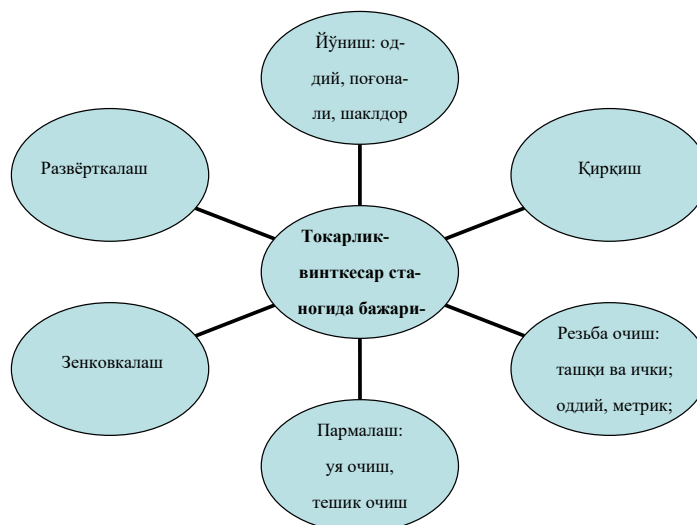 Йўниш: од-
дий, поғона-
ли, шаклдор
Развёрткалаш
Қирқиш
Токарлик-
винткесар ста-
ногида бажари-
Зенковкалаш
Резьба очиш:
ташқи ва ички;
оддий, метрик;
Пармалаш:
уя очиш,
тешик очиш